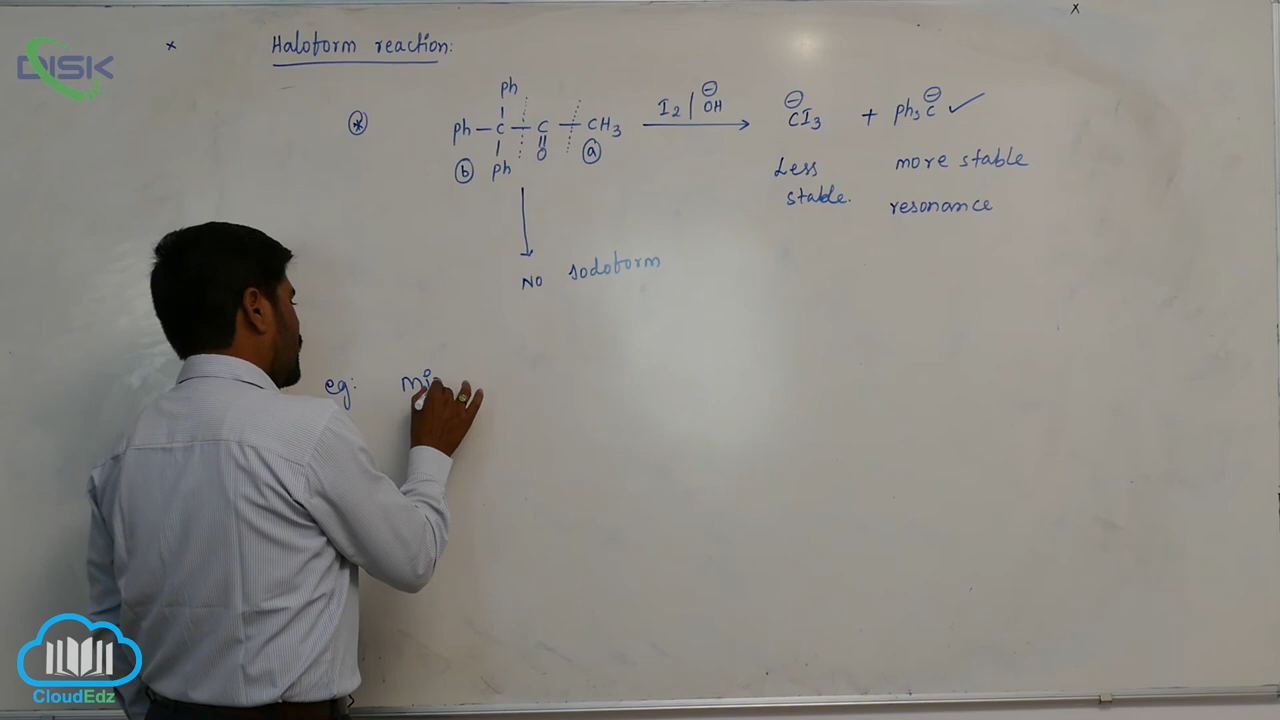 DISK
Haloform reaction:
Ph
Ph – C – C – CH3
|| O
b Ph a
I2 | ⊖OH
⊖CI3 + Ph3C⊖ ✓
Less stable.
more stable
resonance
NO Iodoform
eg: mi
CloudEdz